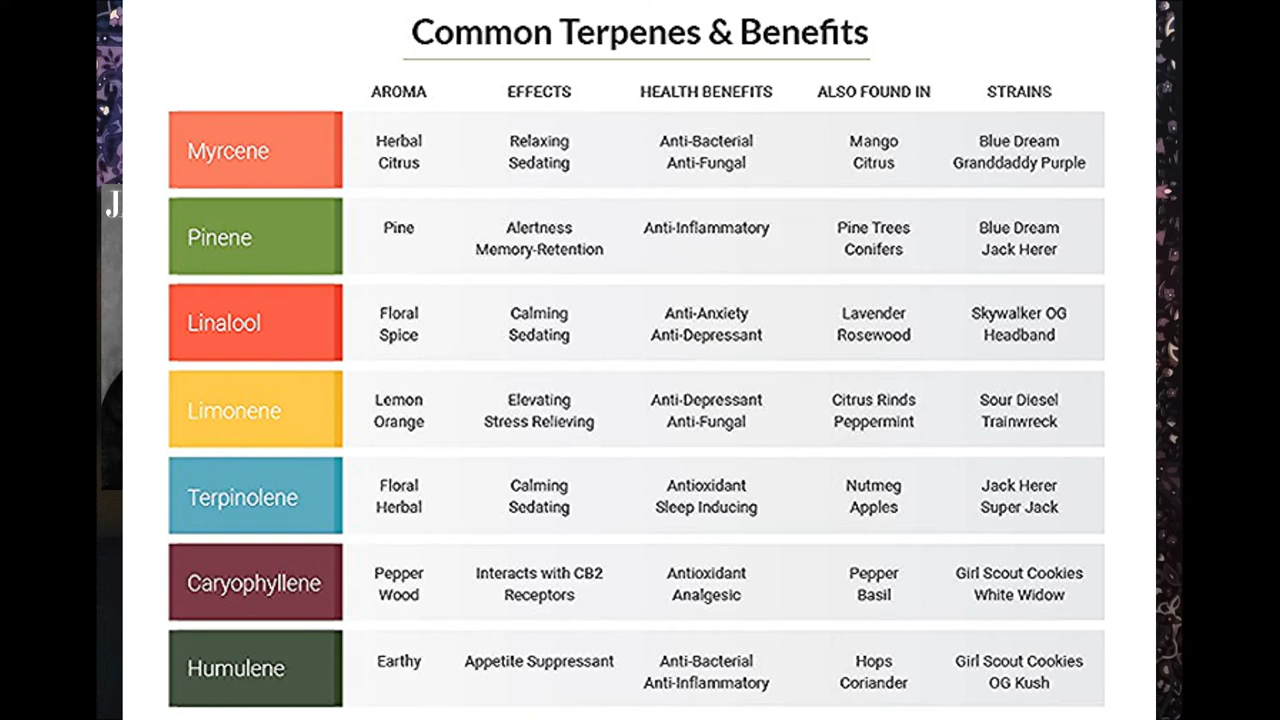 Common Terpenes & Benefits
AROMA EFFECTS HEALTH BENEFITS ALSO FOUND IN STRAINS
Myrcene
Herbal
Citrus
Relaxing
Sedating
Anti-Bacterial
Anti-Fungal
Mango
Citrus
Blue Dream
Granddaddy Purple
Pinene
Pine
Alertness
Memory-Retention
Anti-Inflammatory
Pine Trees
Conifers
Blue Dream
Jack Herer
Linalool
Floral
Spice
Calming
Sedating
Anti-Anxiety
Anti-Depressant
Lavender
Rosewood
Skywalker OG
Headband
Limonene
Lemon
Orange
Elevating
Stress Relieving
Anti-Depressant
Anti-Fungal
Citrus Rinds
Peppermint
Sour Diesel
Trainwreck
Terpinolene
Floral
Herbal
Calming
Sedating
Antioxidant
Sleep Inducing
Nutmeg
Apples
Jack Herer
Super Jack
Caryophyllene
Pepper
Wood
Interacts with CB2
Receptors
Antioxidant
Analgesic
Pepper
Basil
Girl Scout Cookies
White Widow
Humulene
Earthy
Appetite Suppressant
Anti-Bacterial
Anti-Inflammatory
Hops
Coriander
Girl Scout Cookies
OG Kush